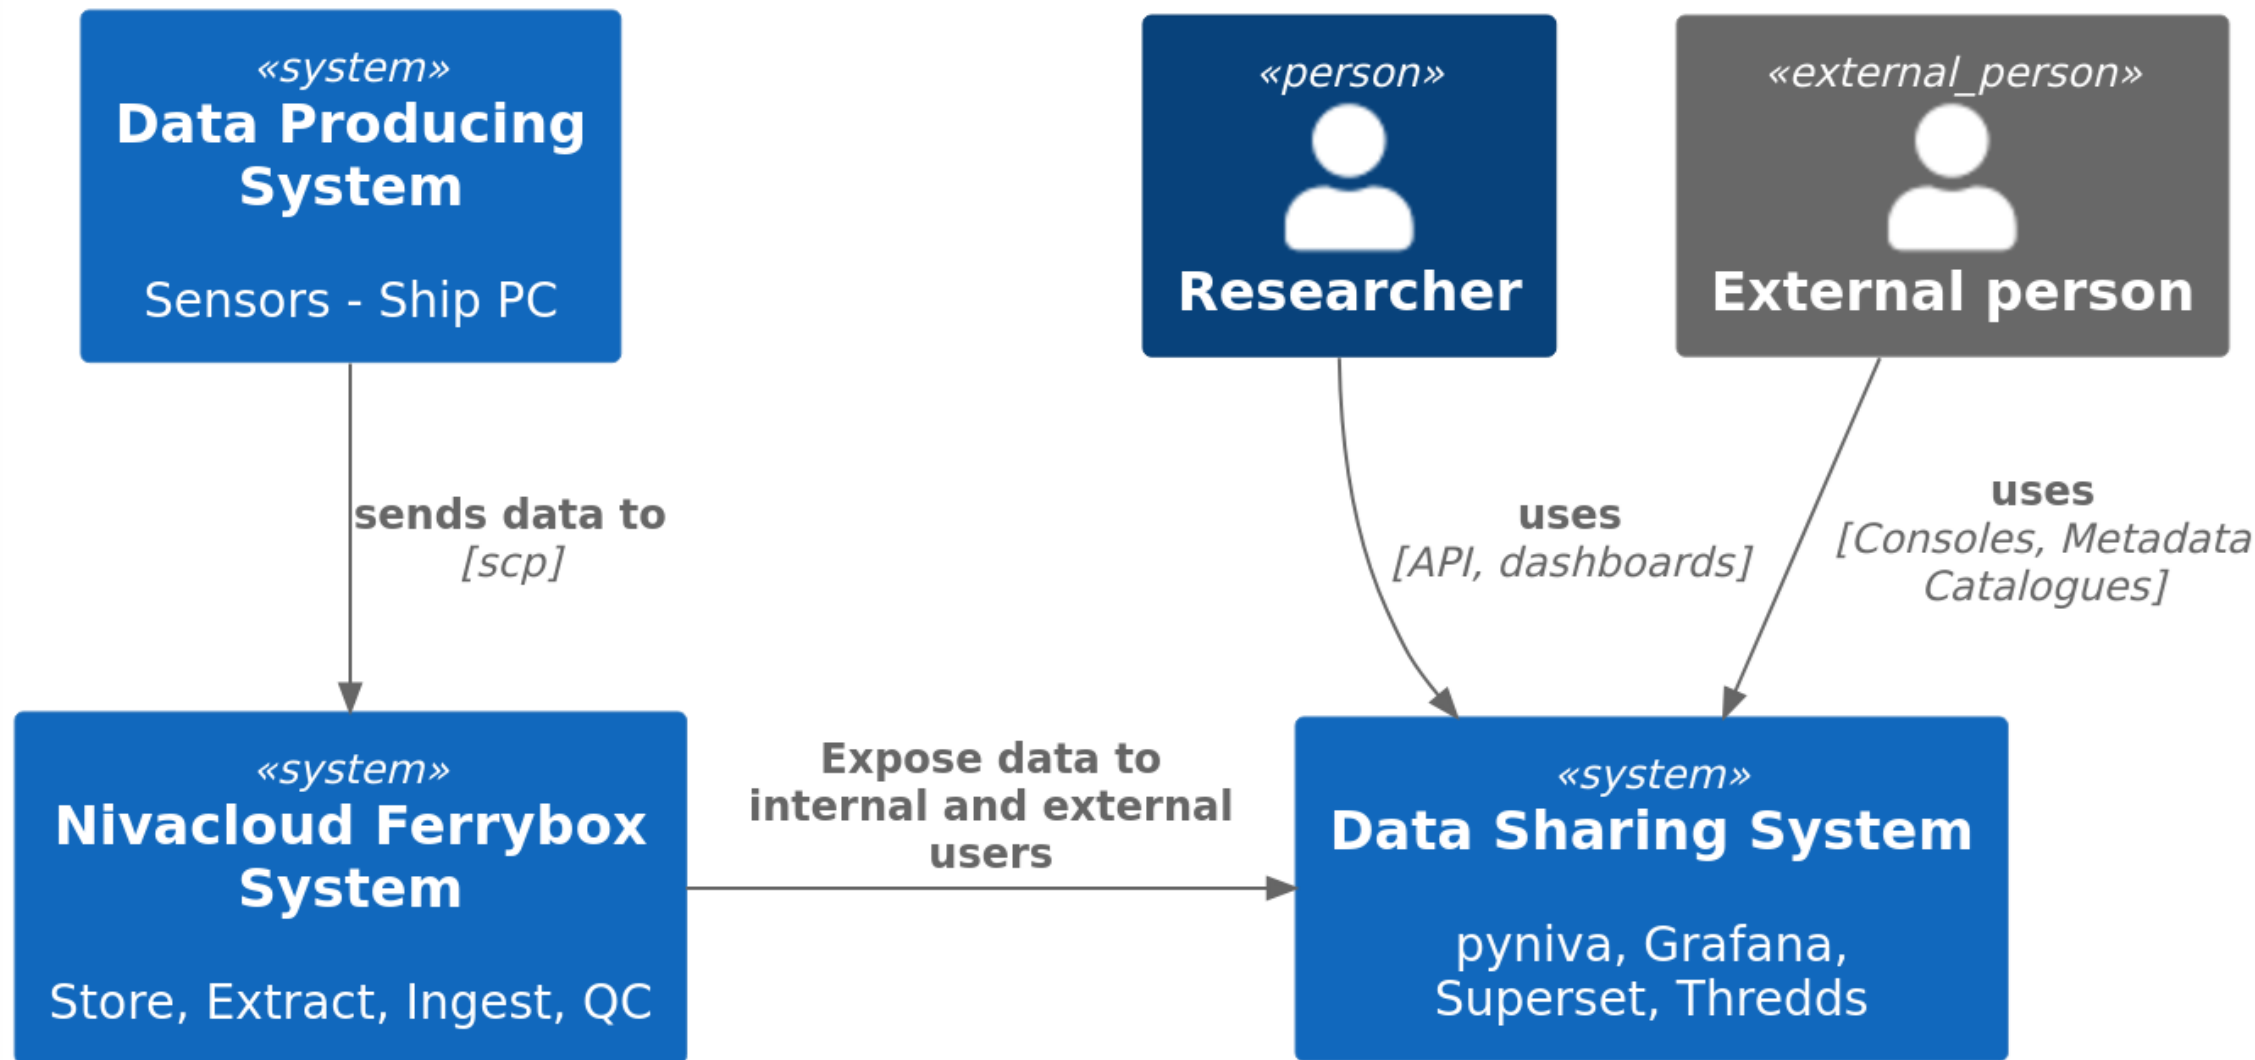 «system»
Data Producing
System
Sensors - Ship PC
«person»
Researcher
«external_person»
External person
sends data to
[scp]
uses
[API, dashboards]
uses
[Consoles, Metadata
Catalogues]
«system»
Nivacloud Ferrybox
System
Store, Extract, Ingest, QC
Expose data to
internal and external
users
«system»
Data Sharing System
pyniva, Grafana,
Superset, Thredds